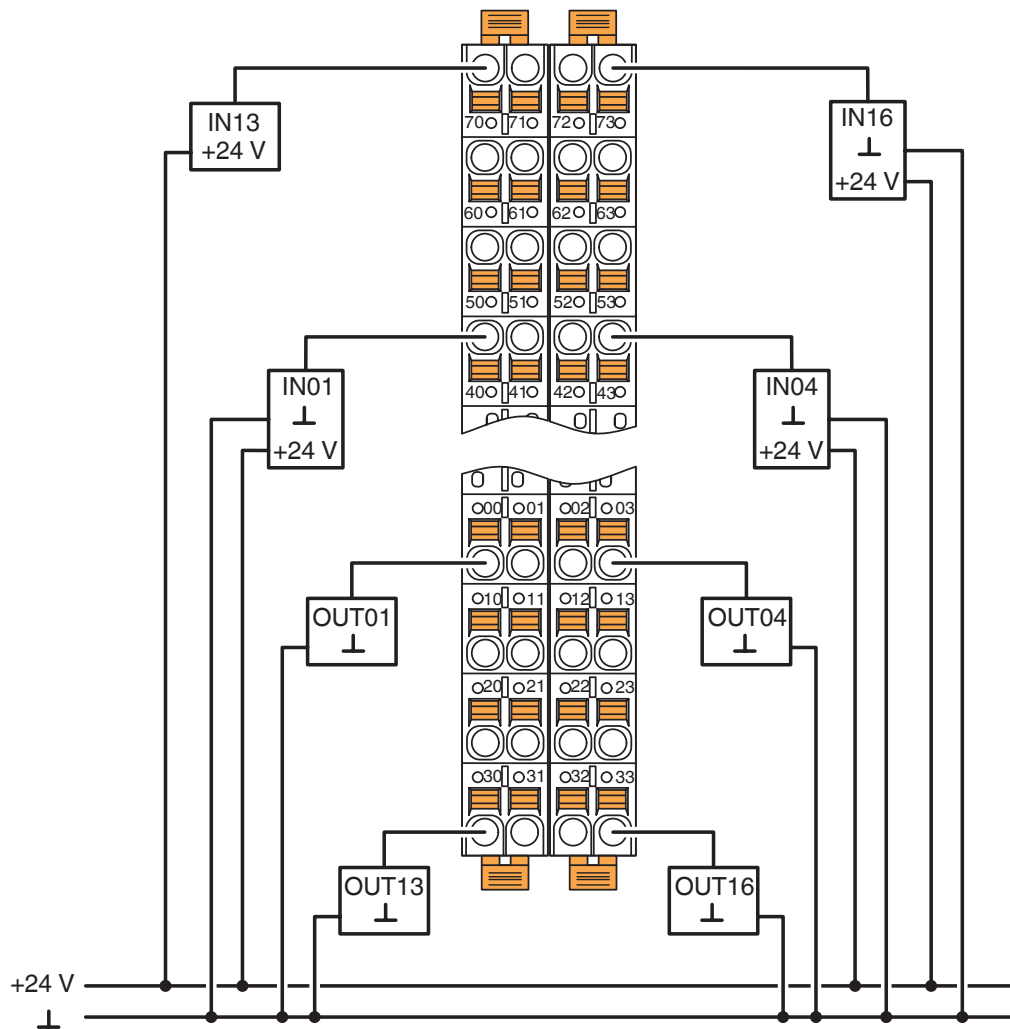 IN13
+24 V
IN16
⊥
+24 V
70 71 72 73
60 61 62 63
50 51 52 53
IN01
⊥
+24 V
IN04
⊥
+24 V
40 41 42 43
00 01 02 03
OUT01
⊥
OUT04
⊥
10 11 12 13
20 21 22 23
30 31 32 33
OUT13
⊥
OUT16
⊥
+24 V
⊥